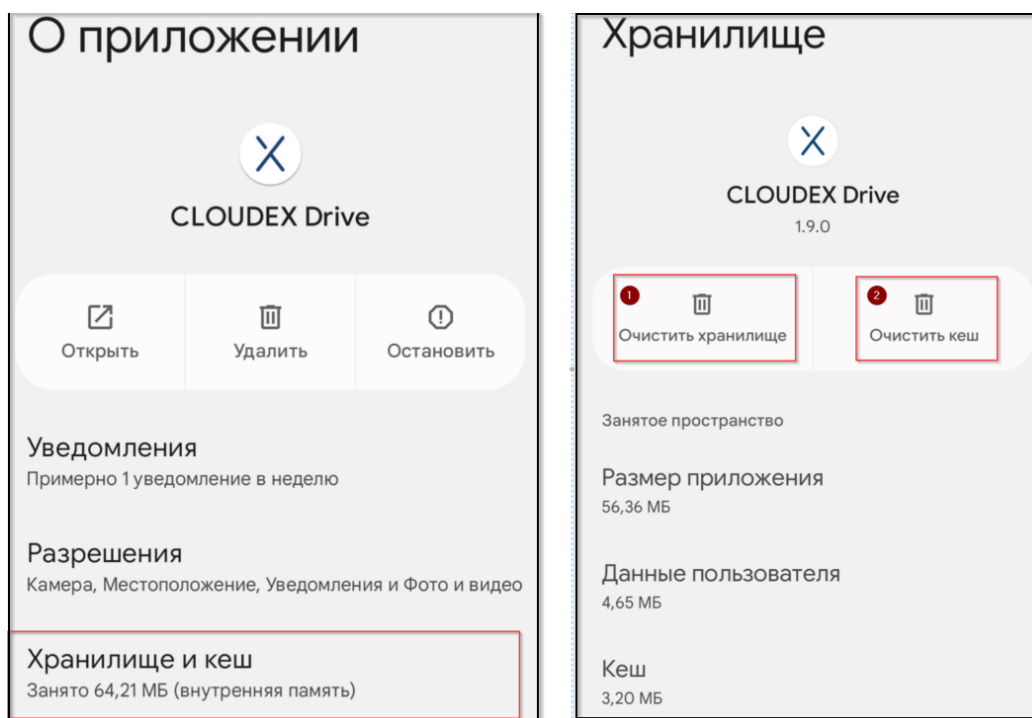 О приложении
CLOUDEX Drive
Открыть
Удалить
Остановить
Уведомления
Примерно 1 уведомление в неделю
Разрешения
Камера, Местоположение, Уведомления и Фото и видео
Хранилище и кеш
Занято 64,21 МБ (внутренняя память)
Хранилище
CLOUDEX Drive
1.9.0
1
Очистить хранилище
2
Очистить кеш
Занятое пространство
Размер приложения
56,36 МБ
Данные пользователя
4,65 МБ
Кеш
3,20 МБ